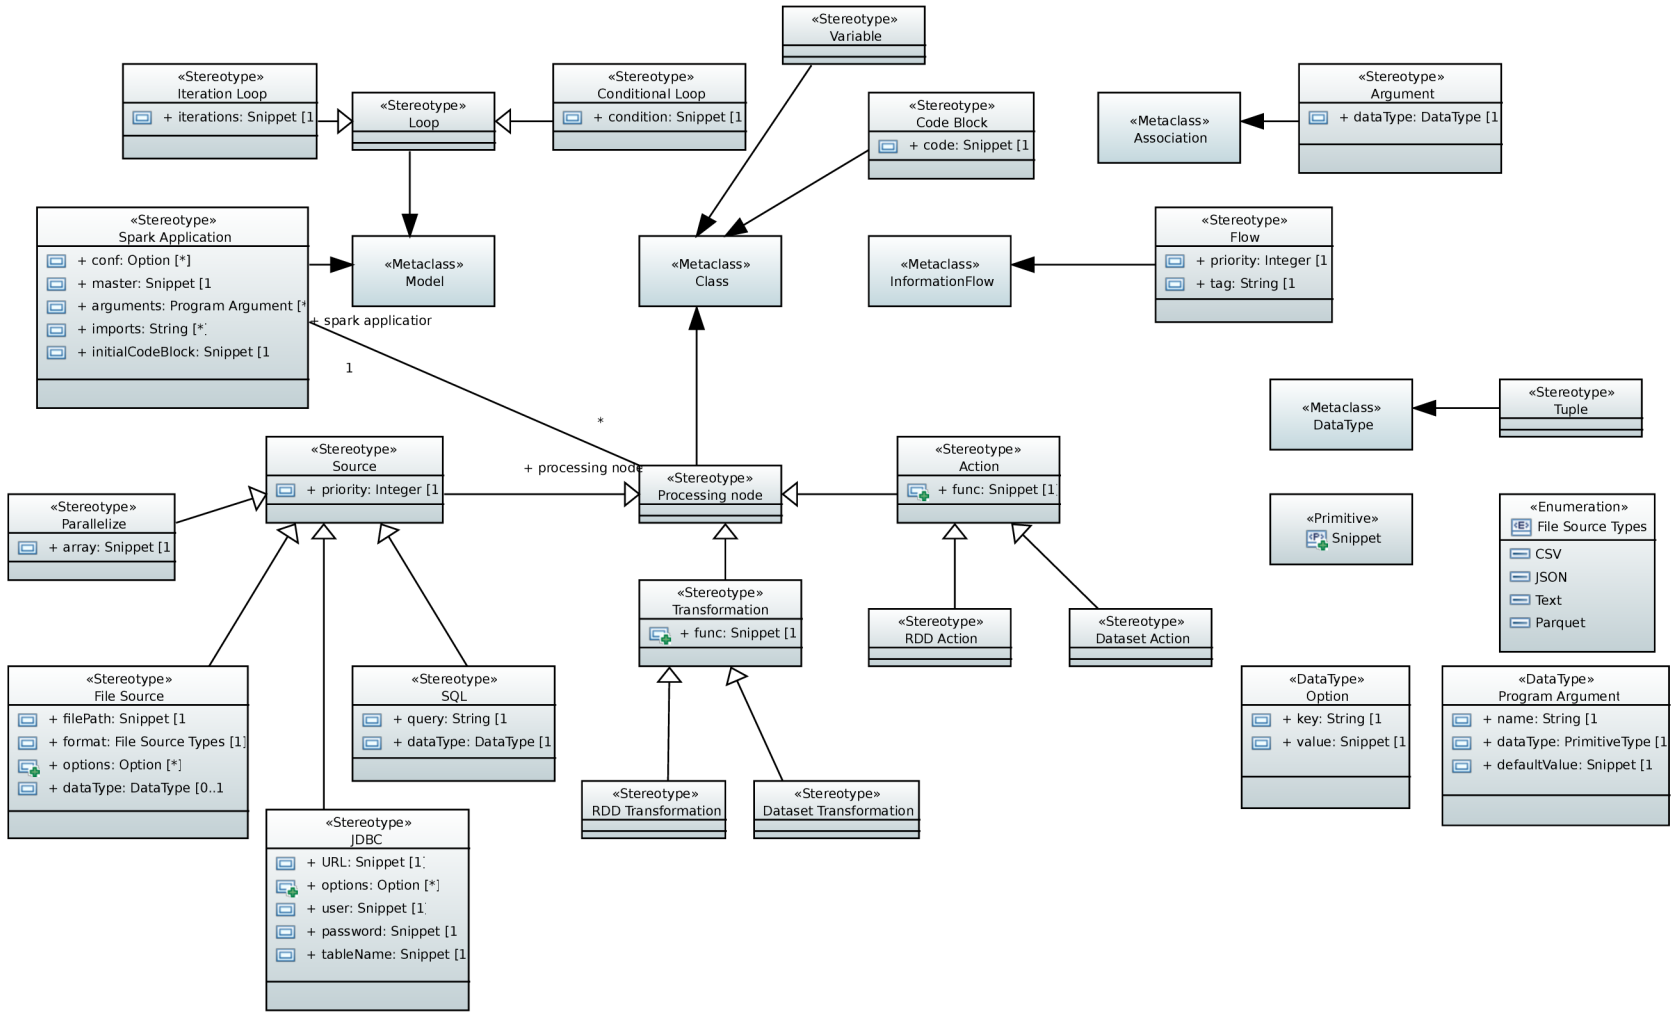 «Stereotype»
Variable
«Stereotype»
Iteration Loop
+ iterations: Snippet [1
«Stereotype»
Loop
«Stereotype»
Conditional Loop
+ condition: Snippet [1
«Stereotype»
Code Block
+ code: Snippet [1
«Metaclass»
Association
«Stereotype»
Argument
+ dataType: DataType [1
«Stereotype»
Spark Application
+ conf: Option [*]
+ master: Snippet [1
+ arguments: Program Argument [*
+ imports: String [*]
+ initialCodeBlock: Snippet [1
«Metaclass»
Model
«Metaclass»
Class
«Metaclass»
InformationFlow
«Stereotype»
Flow
+ priority: Integer [1
+ tag: String [1
+ spark applicatior
1
*
+ processing node
«Metaclass»
DataType
«Stereotype»
Tuple
«Stereotype»
Source
+ priority: Integer [1
«Stereotype»
Processing node
«Stereotype»
Action
+ func: Snippet [1]
«Stereotype»
Parallelize
+ array: Snippet [1
«Primitive»
<P>
Snippet
«Enumeration»
<E>
File Source Types
CSV
JSON
Text
Parquet
«Stereotype»
Transformation
+ func: Snippet [1
«Stereotype»
RDD Action
«Stereotype»
Dataset Action
«Stereotype»
File Source
+ filePath: Snippet [1
+ format: File Source Types [1]
+ options: Option [*]
+ dataType: DataType [0..1
«Stereotype»
SQL
+ query: String [1
+ dataType: DataType [1
«DataType»
Option
+ key: String [1
+ value: Snippet [1
«DataType»
Program Argument
+ name: String [1
+ dataType: PrimitiveType [1
+ defaultValue: Snippet [1
«Stereotype»
RDD Transformation
«Stereotype»
Dataset Transformation
«Stereotype»
JDBC
+ URL: Snippet [1]
+ options: Option [*]
+ user: Snippet [1]
+ password: Snippet [1
+ tableName: Snippet [1